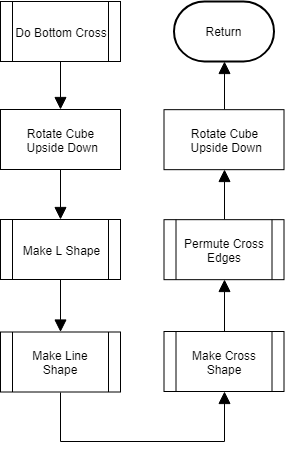 Do Bottom Cross
Rotate Cube
Upside Down
Make L Shape
Make Line
Shape
Make Cross
Shape
Permute Cross
Edges
Rotate Cube
Upside Down
Return